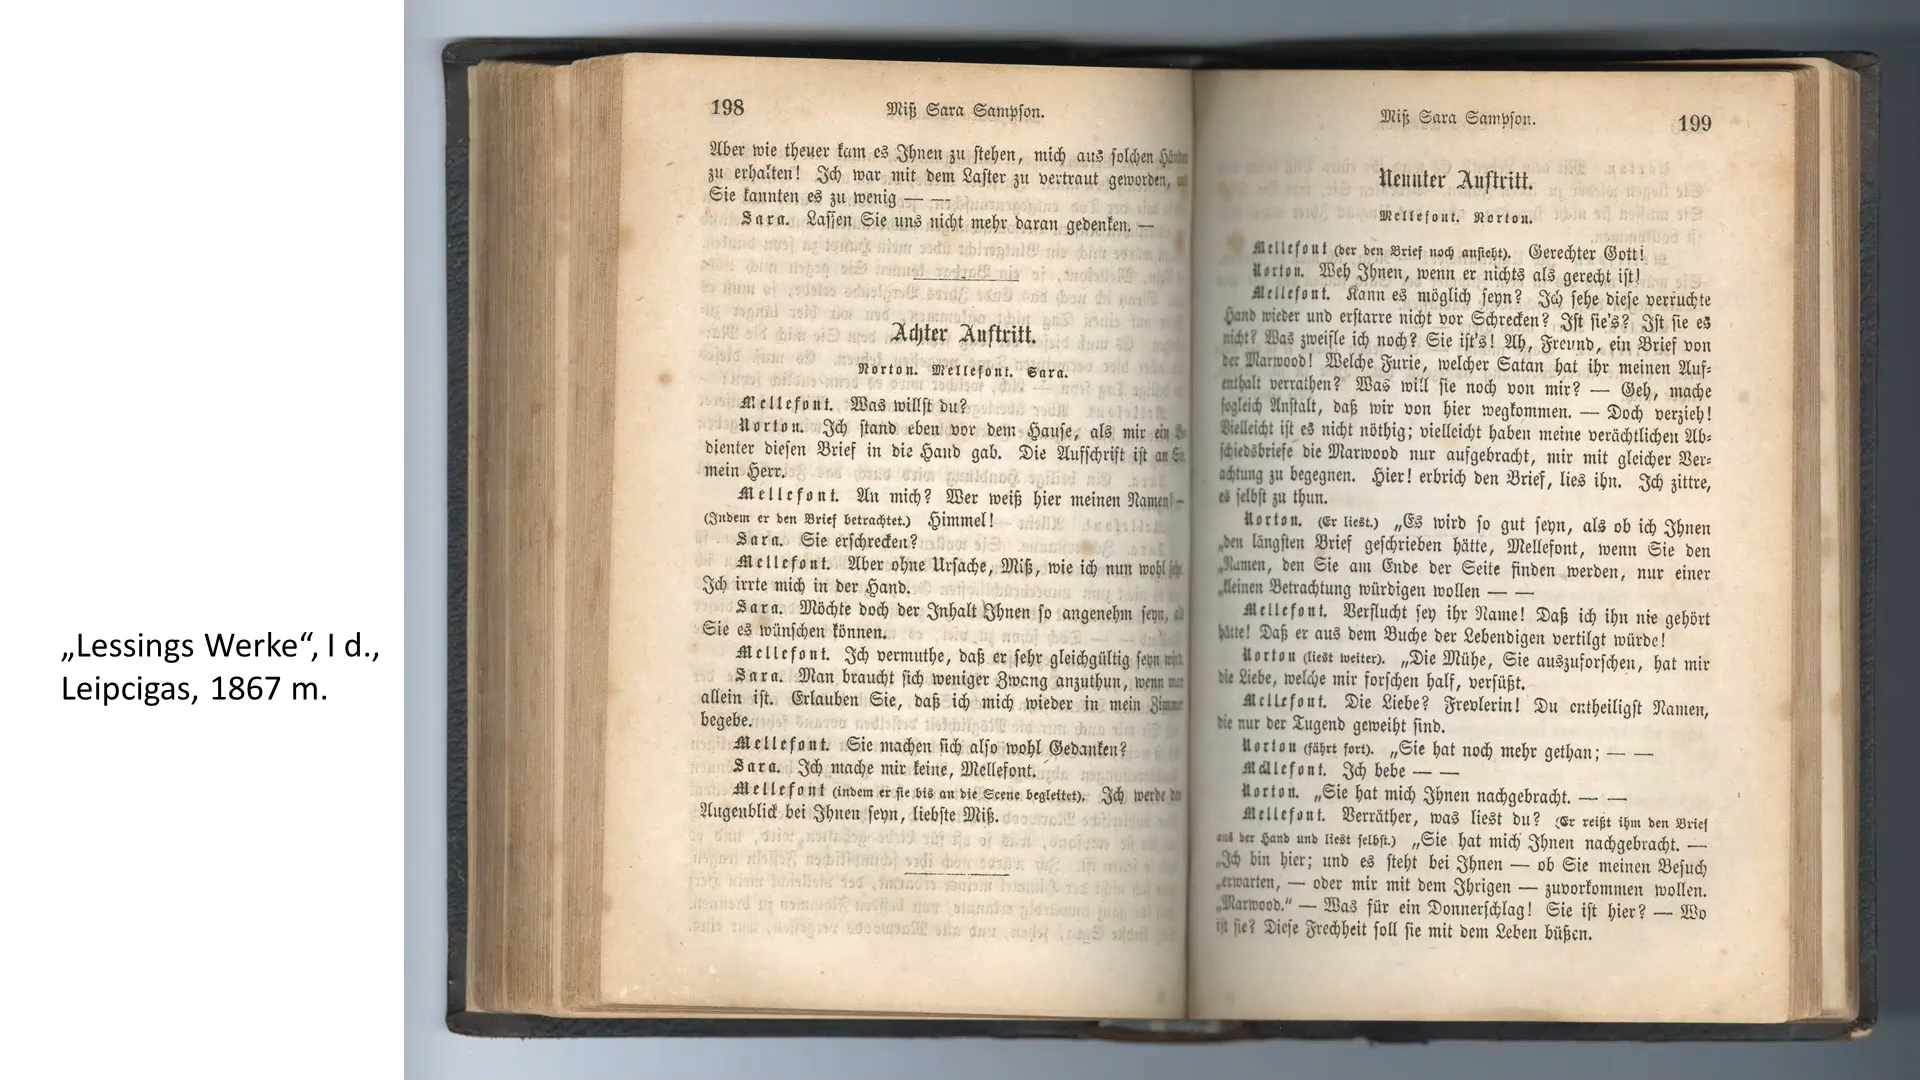 „Lessings Werke“, I d.,
Leipcigas, 1867 m.
198
Miß Sara Sampson.
Aber wie theuer kam es Ihnen zu stehen, mich aus solchen
zu erhalten! Ich war mit dem Laster zu vertraut geworden,
Sie kannten es zu wenig — —
Sara. Lassen Sie uns nicht mehr daran gedenken. —
Achter Auftritt.
Norton. Mellefont. Sara.
Mellefont. Was willst du?
Norton. Ich stand eben vor dem Hause, als mir ein
dienter diesen Brief in die Hand gab. Die Aufschrift ist an
mein Herr.
Mellefont. An mich? Wer weiß hier meinen Namen! –
(Indem er den Brief betrachtet.) Himmel!
Sara. Sie erschrecken?
Mellefont. Aber ohne Ursache, Miß, wie ich nun wohl
Ich irrte mich in der Hand.
Sara. Möchte doch der Inhalt Ihnen so angenehm seyn,
Sie es wünschen können.
Mellefont. Ich vermuthe, daß er sehr gleichgültig seyn
Sara. Man braucht sich weniger Zwang anzuthun, wenn
allein ist. Erlauben Sie, daß ich mich wieder in mein
begebe.
Mellefont. Sie machen sich also wohl Gedanken?
Sara. Ich mache mir keine, Mellefont.
Mellefont (indem er sie bis an die Scene begleitet). Ich werde
Augenblick bei Ihnen seyn, liebste Miß.
Miß Sara Sampson.
199
Neunter Auftritt.
Mellefont. Norton.
Mellefont (der den Brief noch ansieht). Gerechter Gott!
Norton. Weh Ihnen, wenn er nichts als gerecht ist!
Mellefont. Kann es möglich seyn? Ich sehe diese verruchte
Hand wieder und erstarre nicht vor Schrecken? Ist sie's? Ist sie es
nicht? Was zweifle ich noch? Sie ist's! Ah, Freund, ein Brief von
der Marwood! Welche Furie, welcher Satan hat ihr meinen Auf-
enthalt verrathen? Was will sie noch von mir? — Geh, mache
sogleich Anstalt, daß wir von hier wegkommen. — Doch verzieh!
Vielleicht ist es nicht nöthig; vielleicht haben meine verächtlichen Ab-
schiedsbriefe die Marwood nur aufgebracht, mir mit gleicher Ver-
achtung zu begegnen. Hier! erbrich den Brief, lies ihn. Ich zittre,
es selbst zu thun.
Norton. (Er liest.) „Es wird so gut seyn, als ob ich Ihnen
„den längsten Brief geschrieben hätte, Mellefont, wenn Sie den
„Namen, den Sie am Ende der Seite finden werden, nur einer
„kleinen Betrachtung würdigen wollen — —
Mellefont. Verflucht sey ihr Name! Daß ich ihn nie gehört
hätte! Daß er aus dem Buche der Lebendigen vertilgt würde!
Norton (liest weiter). „Die Mühe, Sie auszuforschen, hat mir
die Liebe, welche mir forschen half, versüßt.
Mellefont. Die Liebe? Frevlerin! Du entheiligst Namen,
die nur der Tugend geweiht sind.
Norton (fährt fort). „Sie hat noch mehr gethan; — —
Mellefont. Ich bebe — —
Norton. „Sie hat mich Ihnen nachgebracht. — —
Mellefont. Verräther, was liest du? (Er reißt ihm den Brief
aus der Hand und liest selbst.) „Sie hat mich Ihnen nachgebracht. —
„Ich bin hier; und es steht bei Ihnen — ob Sie meinen Besuch
„erwarten, — oder mir mit dem Ihrigen — zuvorkommen wollen.
„Marwood.“ — Was für ein Donnerschlag! Sie ist hier? — Wo
ist sie? Diese Frechheit soll sie mit dem Leben büßen.